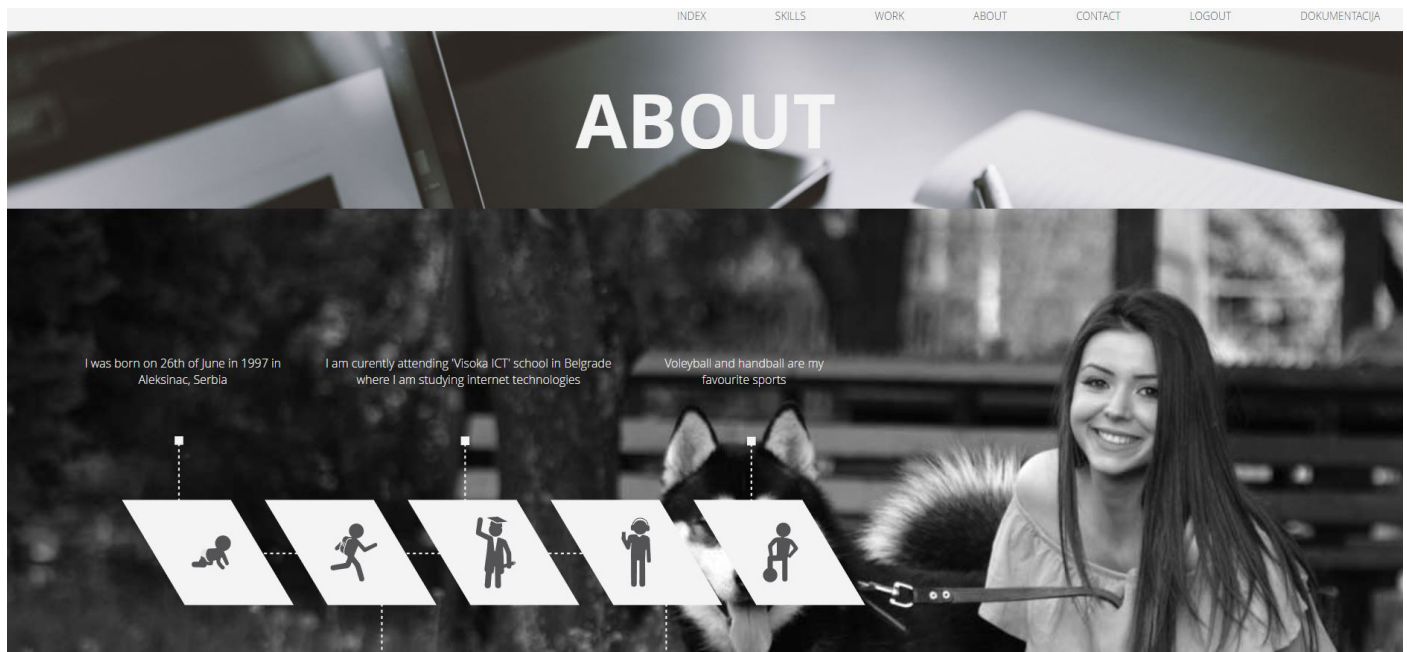 INDEX SKILLS WORK ABOUT CONTACT LOGOUT DOKUMENTACIJA
ABOUT
I was born on 26th of June in 1997 in
Aleksinac, Serbia
I am curently attending 'Visoka ICT' school in Belgrade
where I am studying internet technologies
Voleyball and handball are my
favourite sports